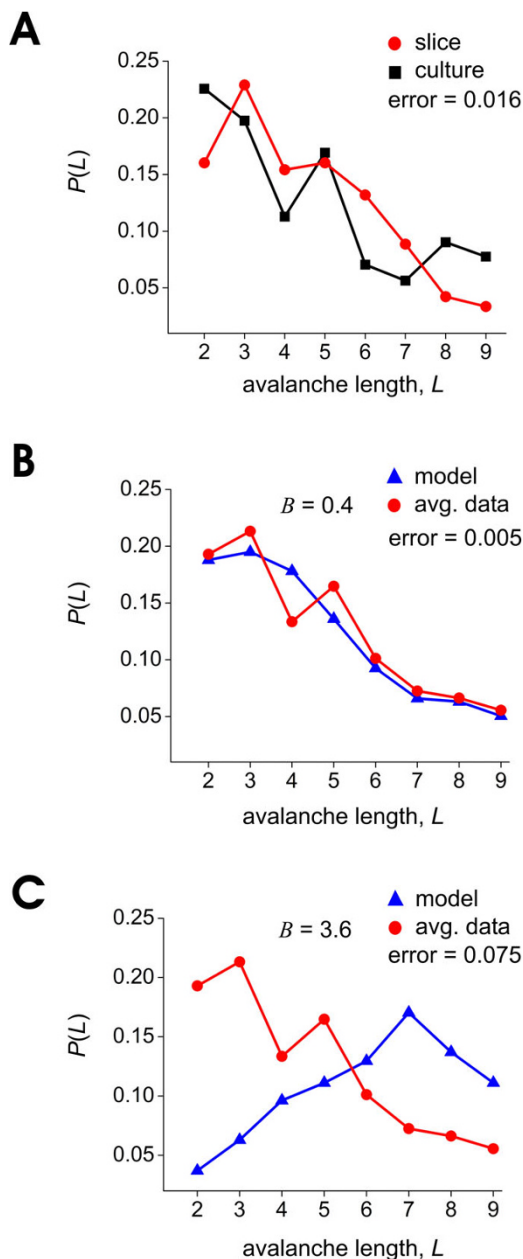 A
slice
culture
error = 0.016
0.25
0.20
0.15
0.10
0.05
P(L)
2 3 4 5 6 7 8 9
avalanche length, L
B
model
B = 0.4
avg. data
error = 0.005
0.25
0.20
0.15
0.10
0.05
P(L)
2 3 4 5 6 7 8 9
avalanche length, L
C
model
B = 3.6
avg. data
error = 0.075
0.25
0.20
0.15
0.10
0.05
P(L)
2 3 4 5 6 7 8 9
avalanche length, L